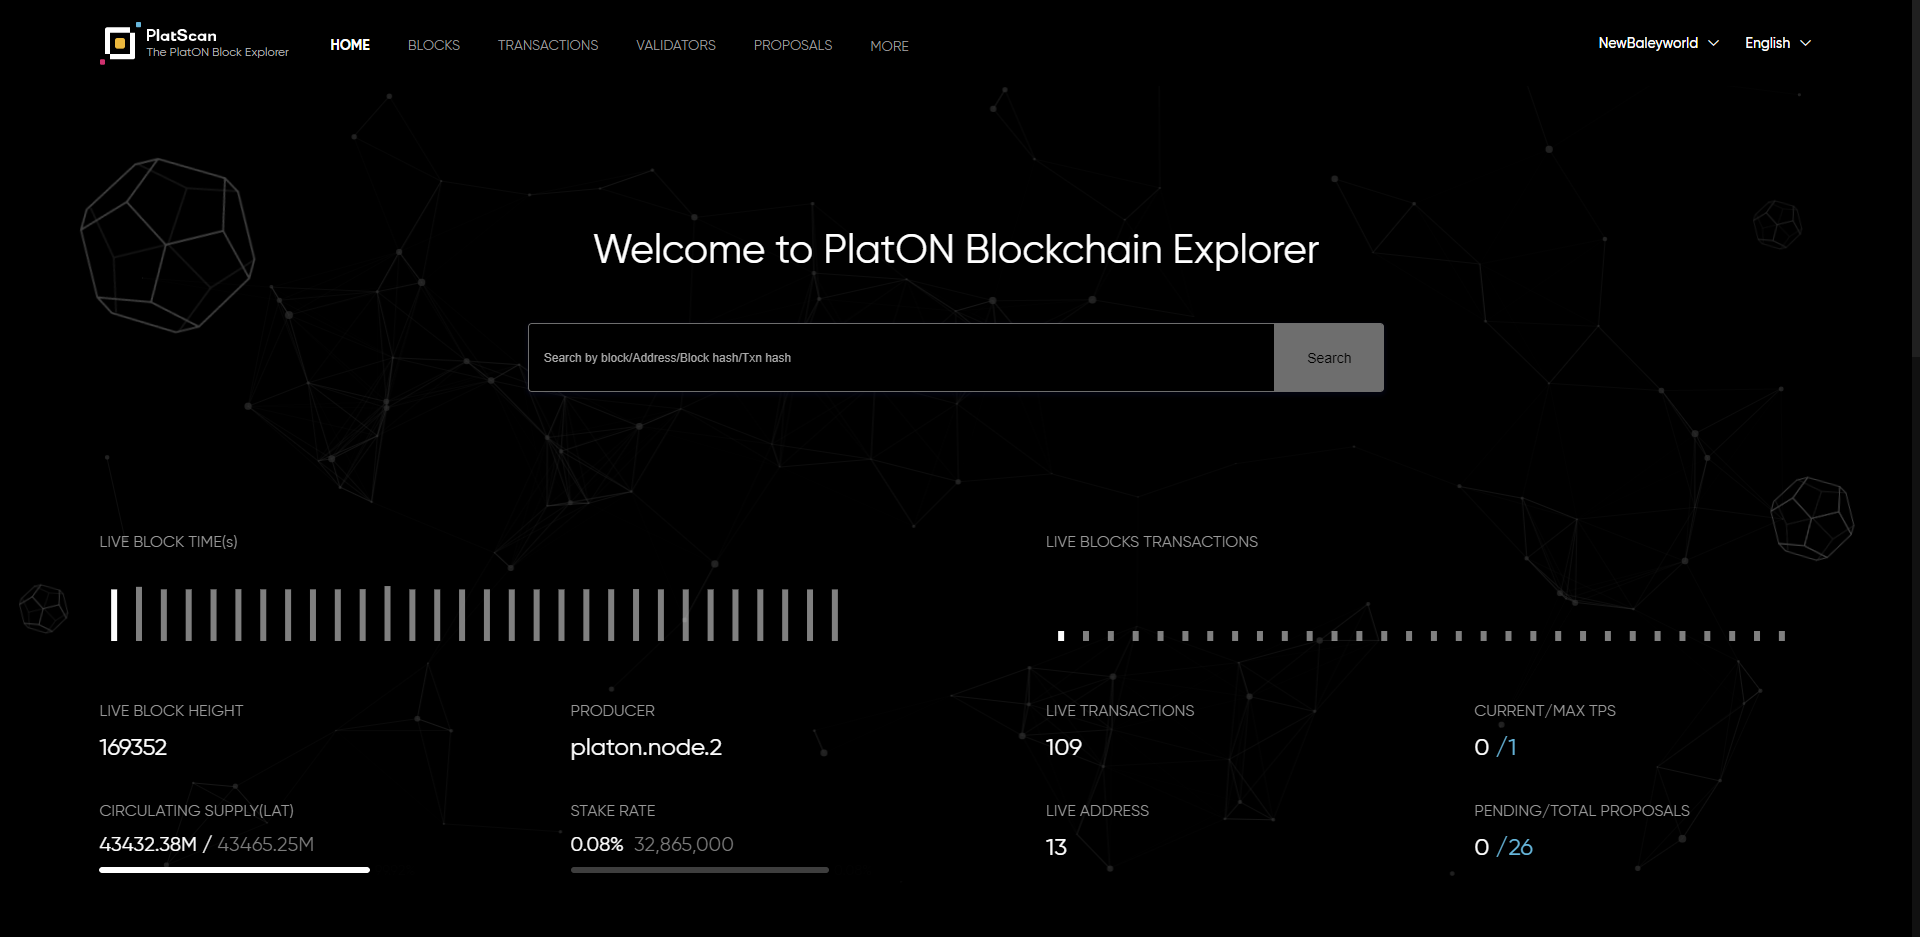 PlatScan
The PlatON Block Explorer
HOME
BLOCKS
TRANSACTIONS
VALIDATORS
PROPOSALS
MORE
NewBaleyworld
English
Welcome to PlatON Blockchain Explorer
Search by block/Address/Block hash/Txn hash
Search
LIVE BLOCK TIME(s)
LIVE BLOCKS TRANSACTIONS
LIVE BLOCK HEIGHT
169352
PRODUCER
platon.node.2
LIVE TRANSACTIONS
109
CURRENT/MAX TPS
0 /1
CIRCULATING SUPPLY(LAT)
43432.38M / 43465.25M
STAKE RATE
0.08% 32,865,000
LIVE ADDRESS
13
PENDING/TOTAL PROPOSALS
0 /26